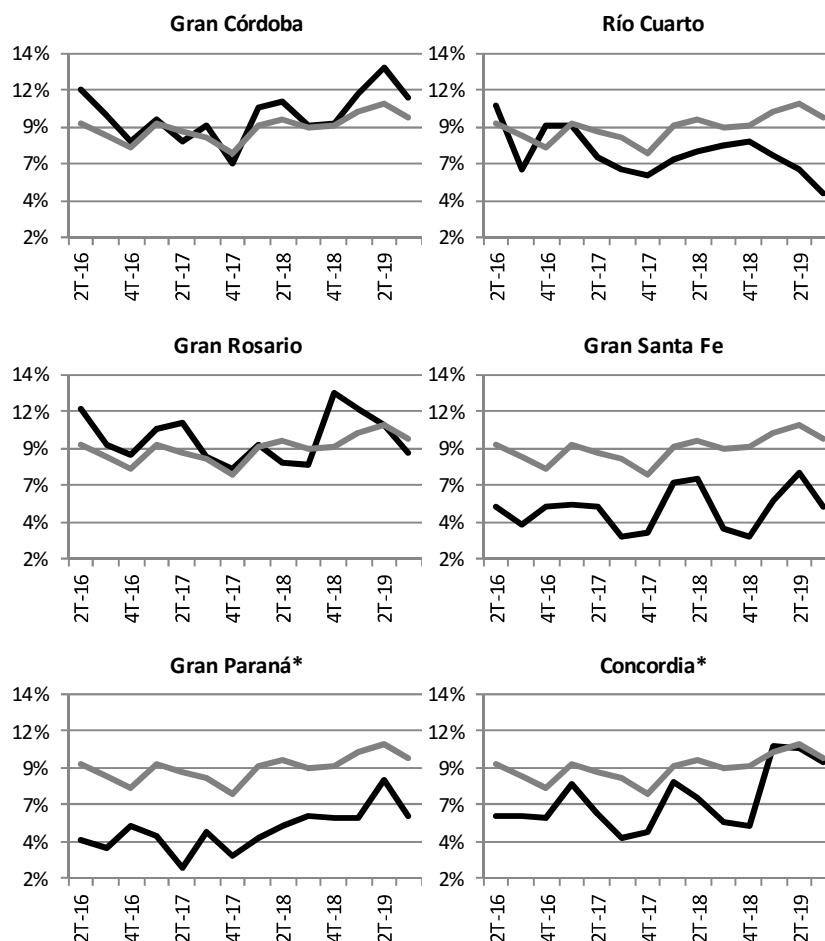 Gran Córdoba
14%
12%
9%
7%
4%
2%
2T-16
4T-16
2T-17
4T-17
2T-18
4T-18
2T-19
Río Cuarto
14%
12%
9%
7%
4%
2%
2T-16
4T-16
2T-17
4T-17
2T-18
4T-18
2T-19
Gran Rosario
14%
12%
9%
7%
4%
2%
2T-16
4T-16
2T-17
4T-17
2T-18
4T-18
2T-19
Gran Santa Fe
14%
12%
9%
7%
4%
2%
2T-16
4T-16
2T-17
4T-17
2T-18
4T-18
2T-19
Gran Paraná*
14%
12%
9%
7%
4%
2%
2T-16
4T-16
2T-17
4T-17
2T-18
4T-18
2T-19
Concordia*
14%
12%
9%
7%
4%
2%
2T-16
4T-16
2T-17
4T-17
2T-18
4T-18
2T-19